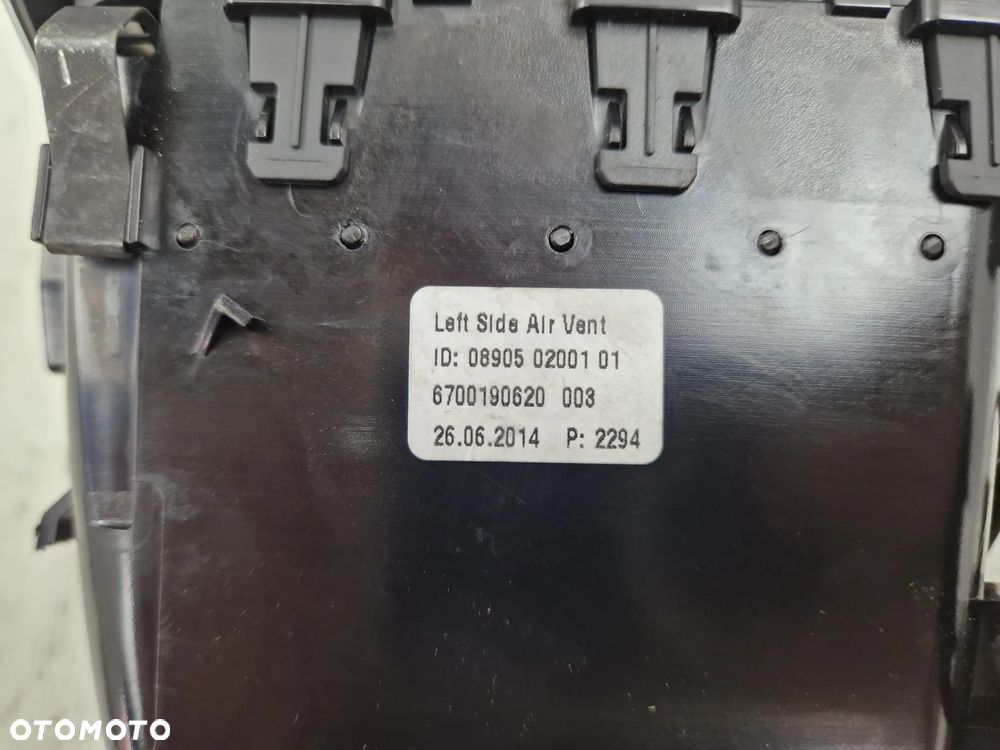 Left Side Air Vent
ID: 08905 02001 01
6700190620 003
26.06.2014 P: 2294
OTOMOTO